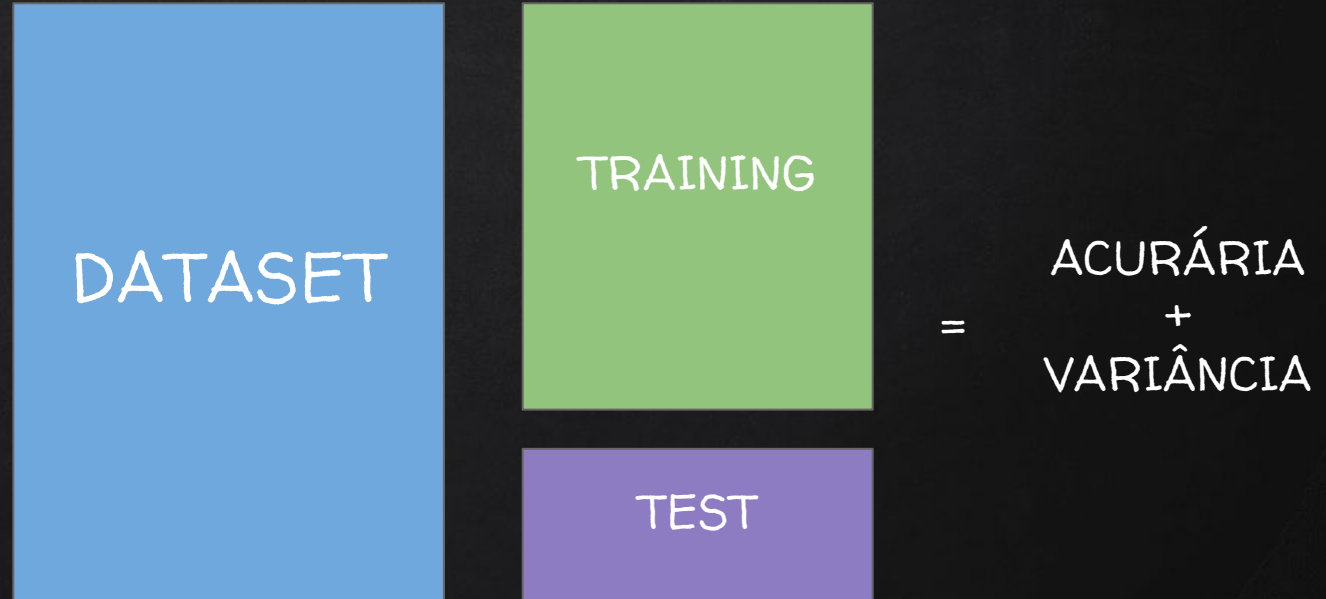 DATASET
TRAINING
TEST
=
ACURÁRIA
+
VARIÂNCIA